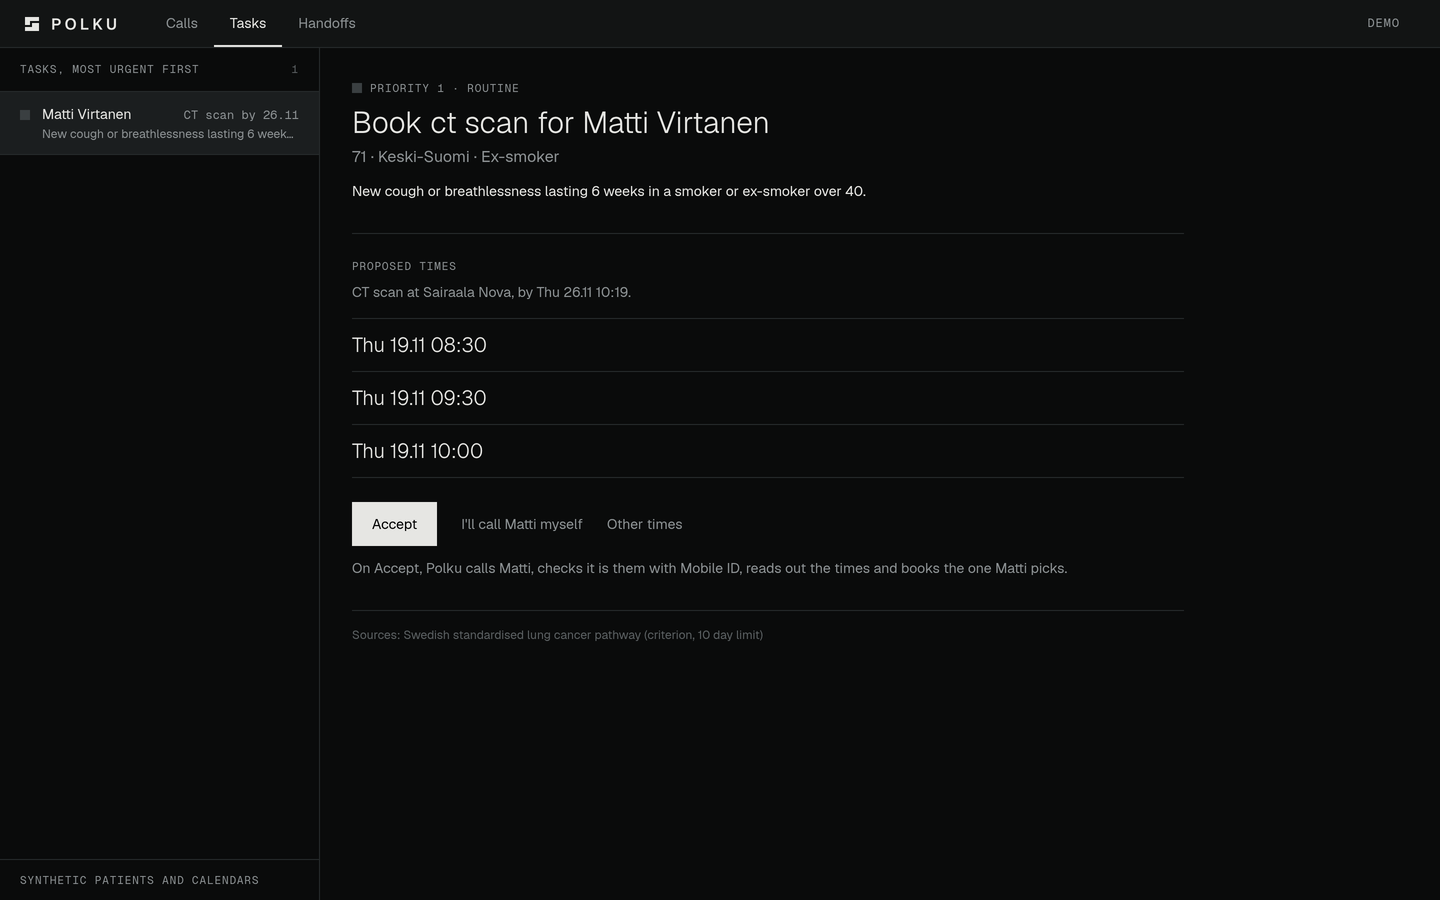 POLKU
Calls
Tasks
Handoffs
DEMO
TASKS, MOST URGENT FIRST 1
Matti Virtanen CT scan by 26.11
New cough or breathlessness lasting 6 week…
PRIORITY 1 · ROUTINE
Book ct scan for Matti Virtanen
71 · Keski-Suomi · Ex-smoker
New cough or breathlessness lasting 6 weeks in a smoker or ex-smoker over 40.
PROPOSED TIMES
CT scan at Sairaala Nova, by Thu 26.11 10:19.
Thu 19.11 08:30
Thu 19.11 09:30
Thu 19.11 10:00
Accept
I'll call Matti myself
Other times
On Accept, Polku calls Matti, checks it is them with Mobile ID, reads out the times and books the one Matti picks.
Sources: Swedish standardised lung cancer pathway (criterion, 10 day limit)
SYNTHETIC PATIENTS AND CALENDARS